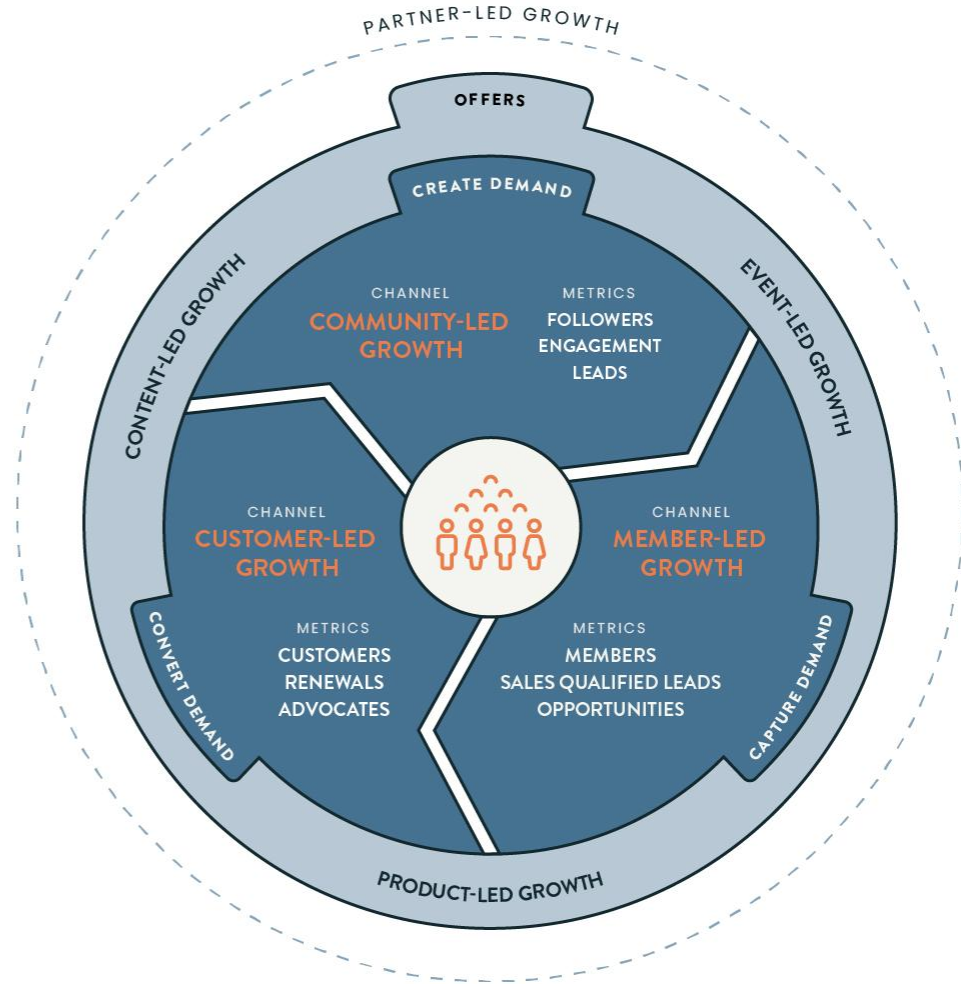 PARTNER-LED GROWTH
OFFERS
CREATE DEMAND
CONTENT-LED GROWTH
EVENT-LED GROWTH
CHANNEL
COMMUNITY-LED
GROWTH
METRICS
FOLLOWERS
ENGAGEMENT
LEADS
CHANNEL
CUSTOMER-LED
GROWTH
METRICS
CUSTOMERS
RENEWALS
ADVOCATES
CHANNEL
MEMBER-LED
GROWTH
METRICS
MEMBERS
SALES QUALIFIED LEADS
OPPORTUNITIES
CONVERT DEMAND
CAPTURE DEMAND
PRODUCT-LED GROWTH